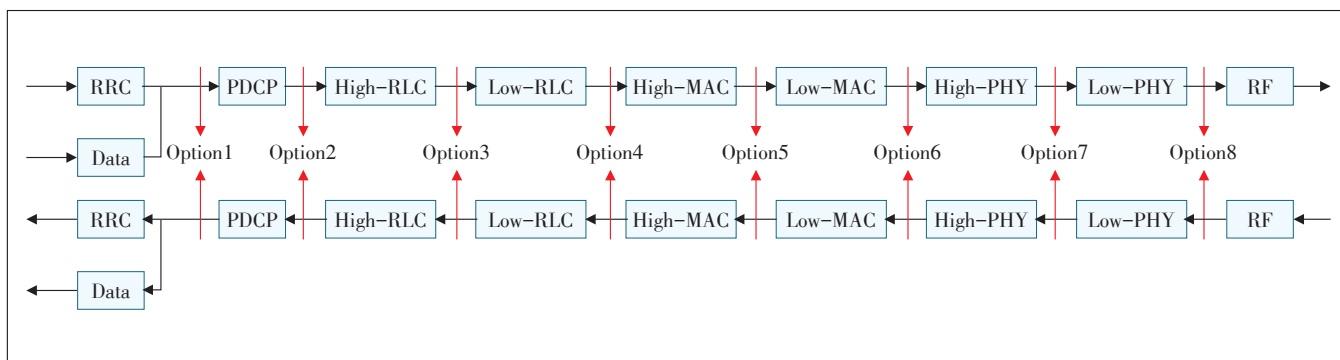 RRC PDCP High-RLC Low-RLC High-MAC Low-MAC High-PHY Low-PHY RF
Data Option1 Option2 Option3 Option4 Option5 Option6 Option7 Option8
RRC PDCP High-RLC Low-RLC High-MAC Low-MAC High-PHY Low-PHY RF
Data